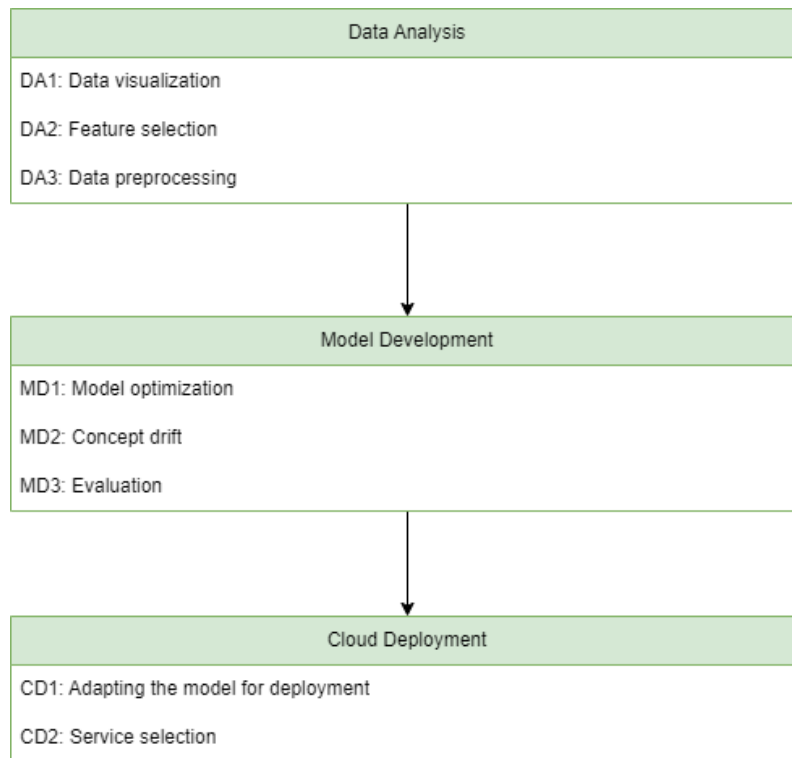 Data Analysis
DA1: Data visualization
DA2: Feature selection
DA3: Data preprocessing
Model Development
MD1: Model optimization
MD2: Concept drift
MD3: Evaluation
Cloud Deployment
CD1: Adapting the model for deployment
CD2: Service selection